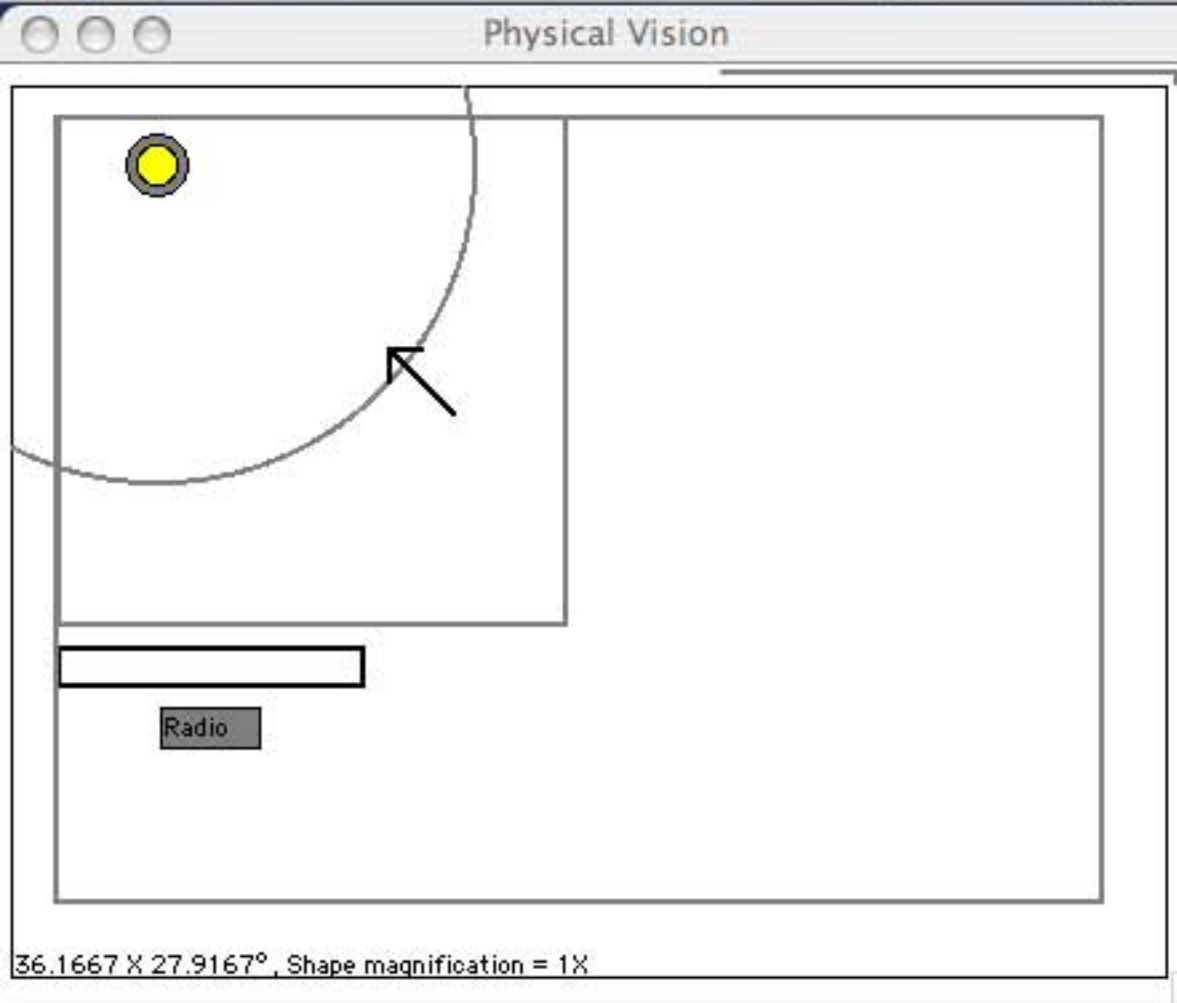 Physical Vision
Radio
36.1667 X 27.9167°, Shape magnification = 1X